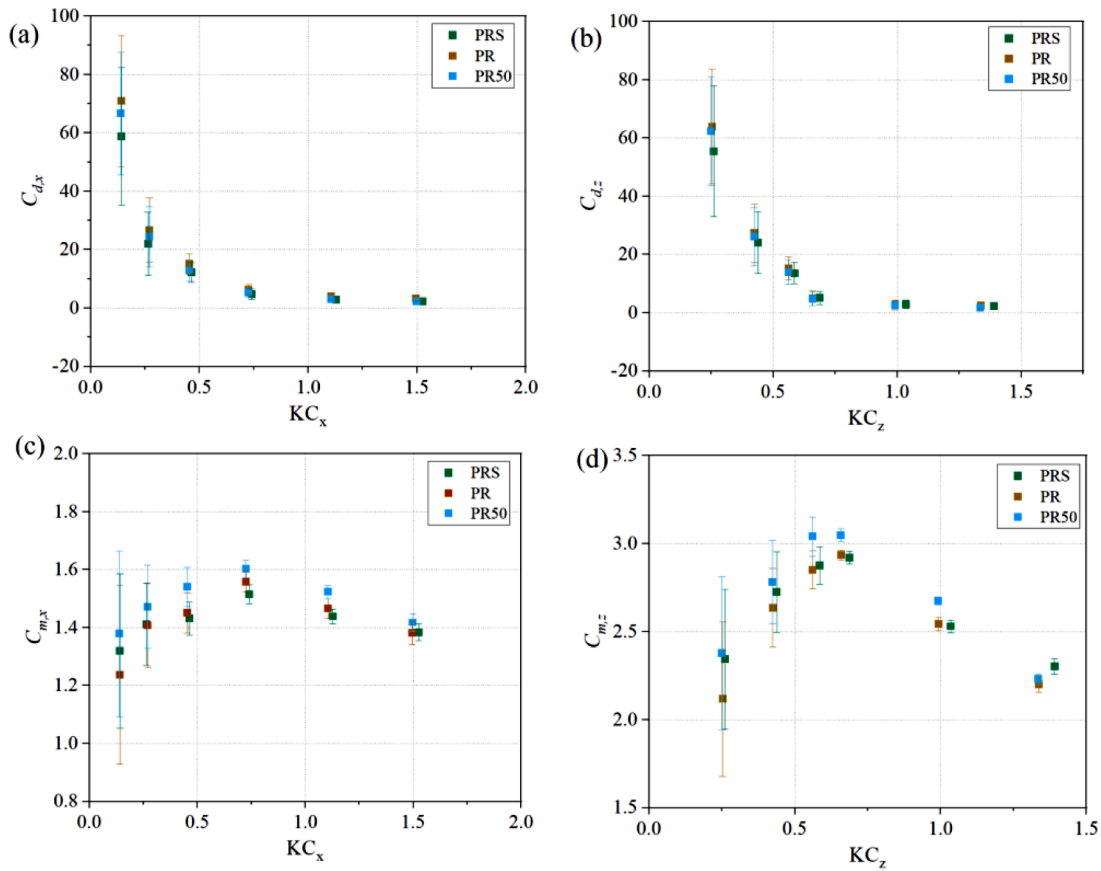 (a)
100
80
60
40
20
0
-20
C_{d,x}
0.0 0.5 1.0 1.5 2.0
KC_x
PRS
PR
PR50
(b)
100
80
60
40
20
0
-20
C_{d,z}
0.0 0.5 1.0 1.5
KC_z
PRS
PR
PR50
(c)
2.0
1.8
1.6
1.4
1.2
1.0
0.8
C_{m,x}
0.0 0.5 1.0 1.5 2.0
KC_x
PRS
PR
PR50
(d)
3.5
3.0
2.5
2.0
1.5
C_{m,z}
0.0 0.5 1.0 1.5
KC_z
PRS
PR
PR50